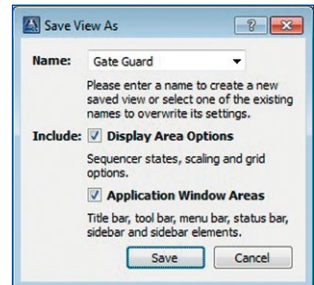 Save View As
Name: Gate Guard
Please enter a name to create a new
saved view or select one of the existing
names to overwrite its settings.
Include: Display Area Options
Sequencer states, scaling and grid
options.
Application Window Areas
Title bar, tool bar, menu bar, status bar,
sidebar and sidebar elements.
Save Cancel